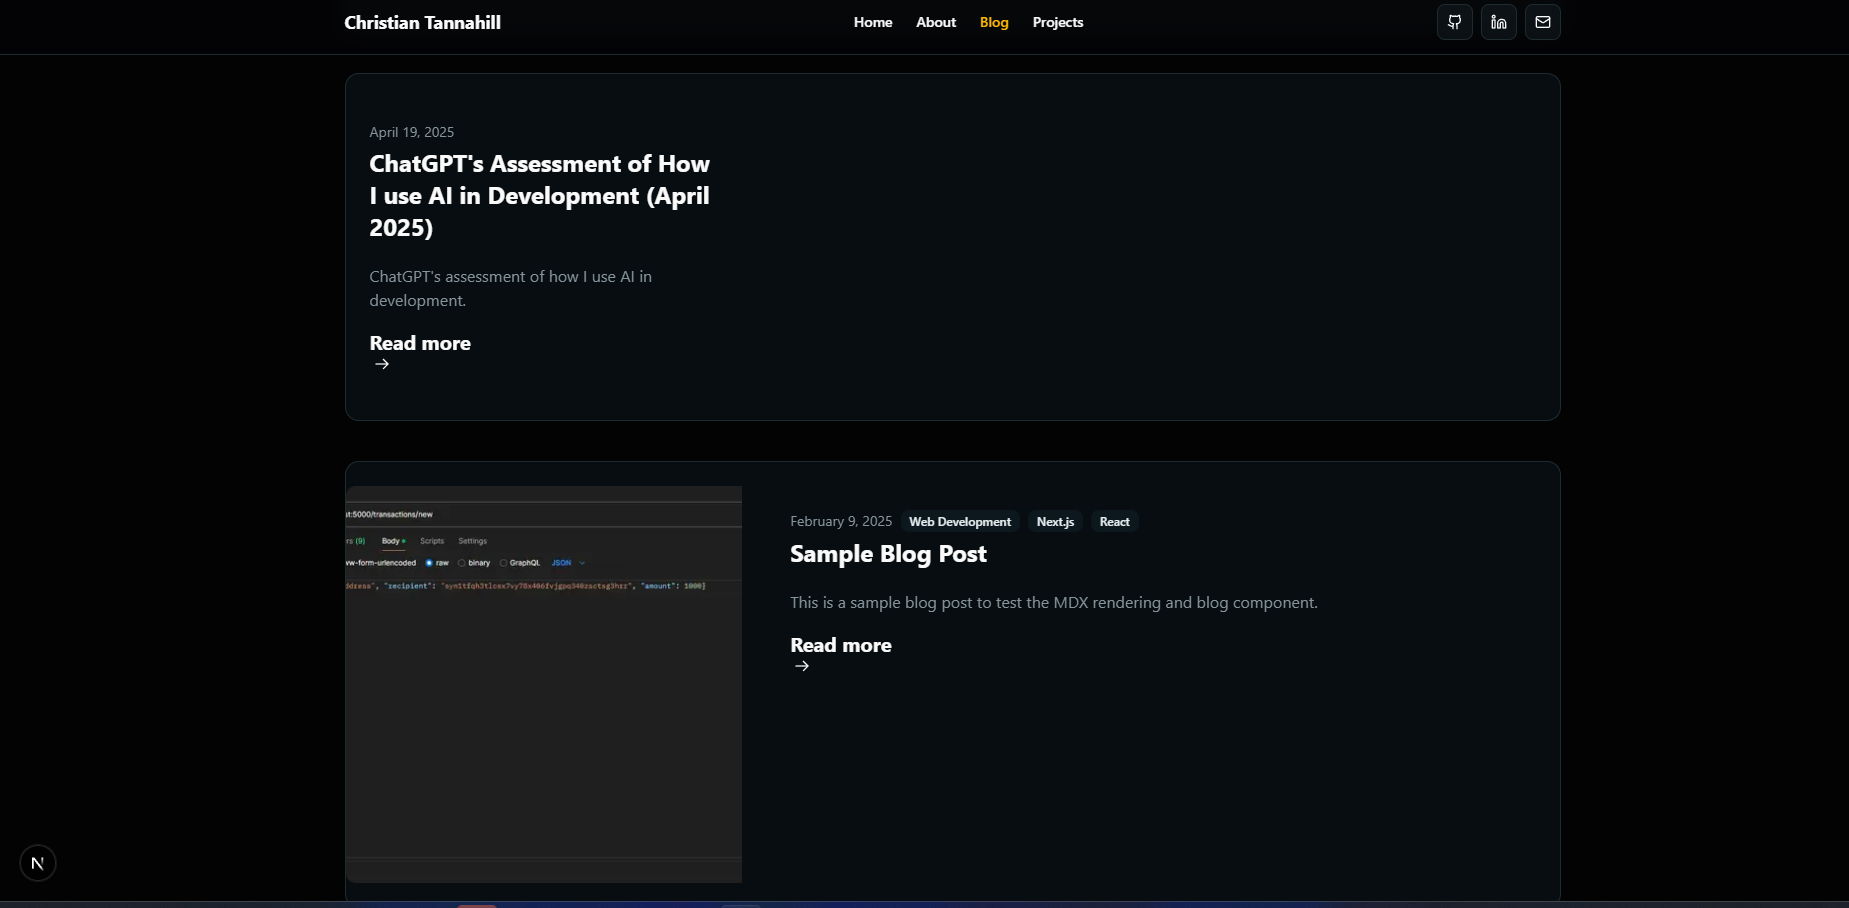 Christian Tannahill
Home About Blog Projects
April 19, 2025
ChatGPT's Assessment of How
I use AI in Development (April
2025)
ChatGPT's assessment of how I use AI in
development.
Read more
:5000/transactions/new
(9) Body Scripts Settings
w-form-urlencoded raw binary GraphQL JSON
"recipient": "amount": 1000}
February 9, 2025 Web Development Next.js React
Sample Blog Post
This is a sample blog post to test the MDX rendering and blog component.
Read more
N